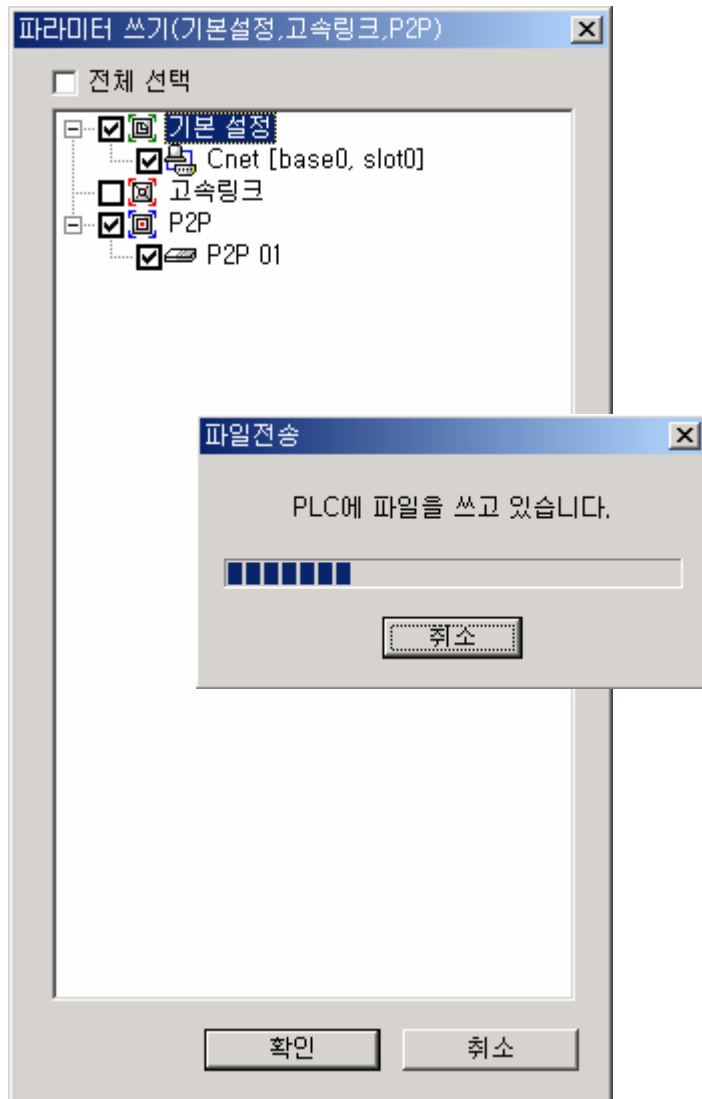 파라미터 쓰기(기본설정,고속링크,P2P)
전체 선택
기본 설정
Cnet [base0, slot0]
고속링크
P2P
P2P 01
파일전송
PLC에 파일을 쓰고 있습니다.
취소
확인
취소